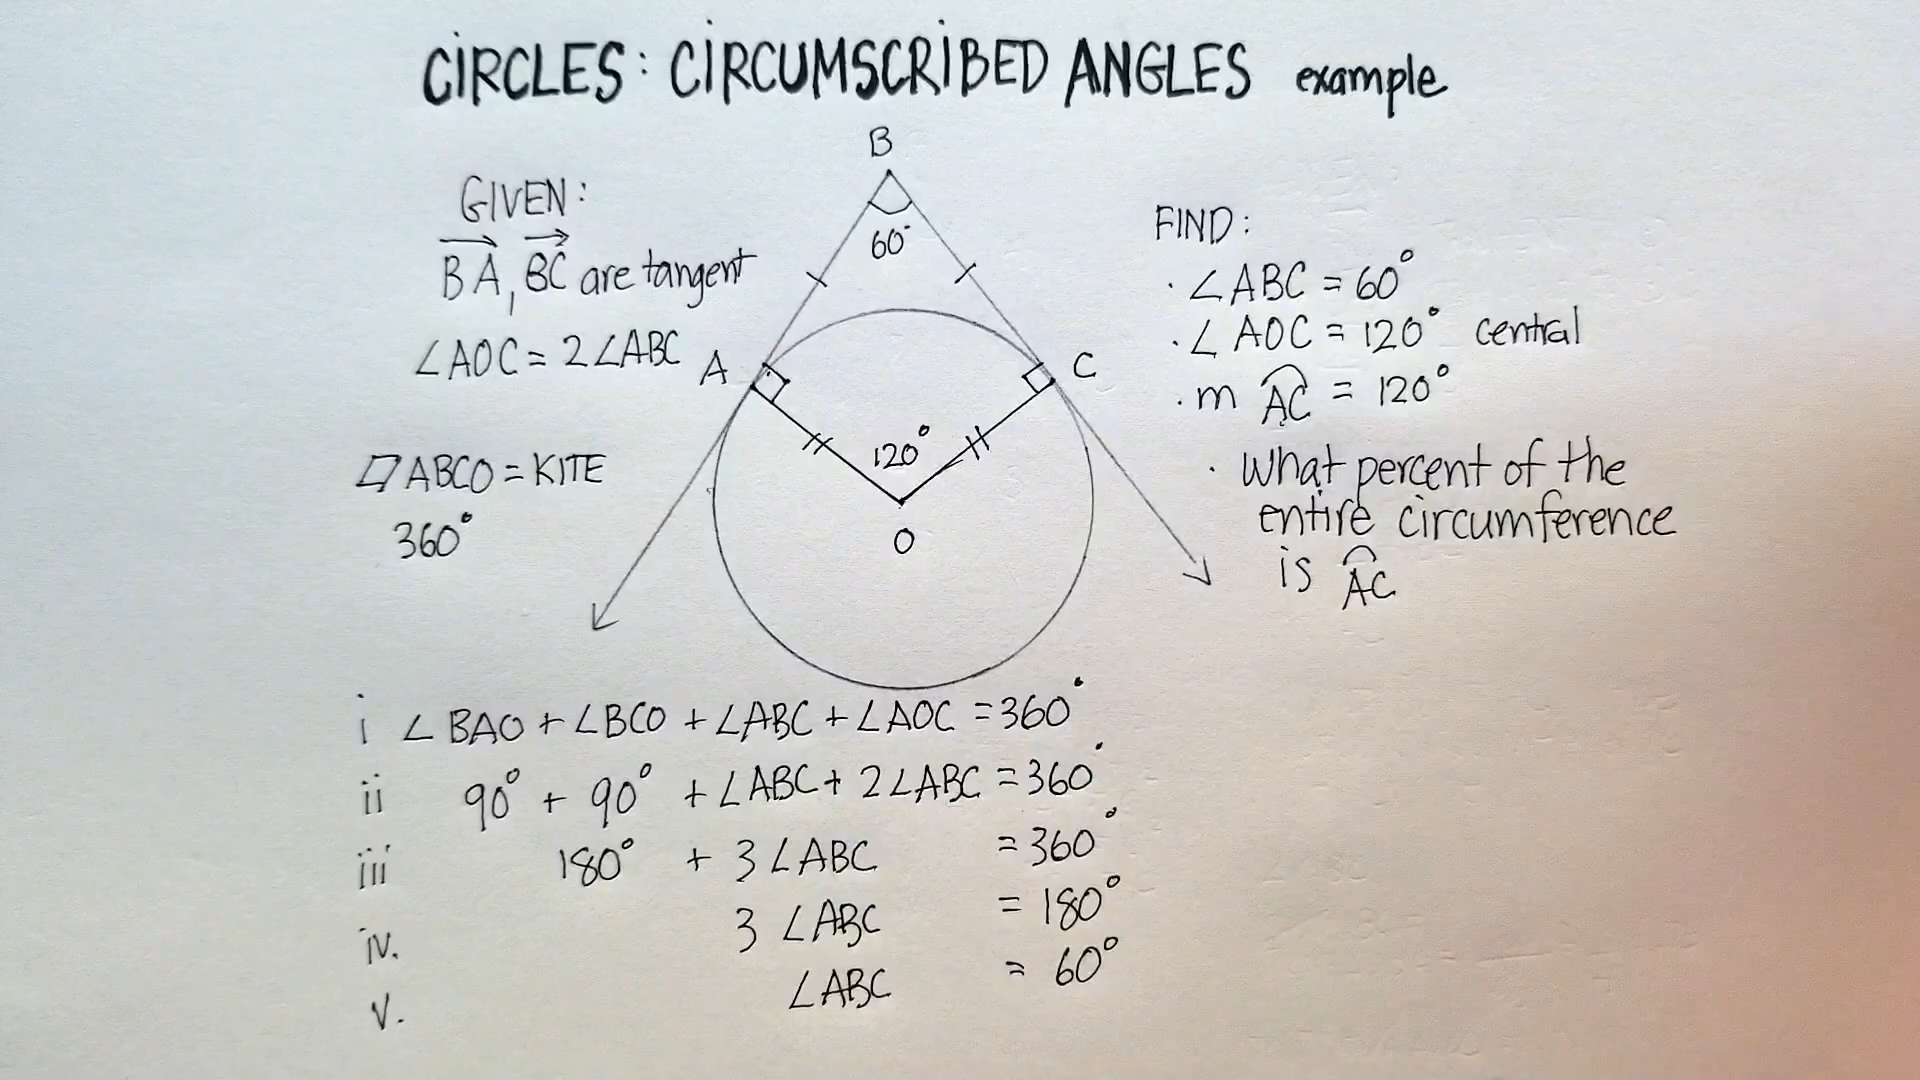 CIRCLES: CIRCUMSCRIBED ANGLES example
B
GIVEN:
BA, BC are tangent
∠AOC = 2∠ABC
▱ABCO = KITE
360°
60°
A
C
120°
O
FIND:
· ∠ABC = 60°
· ∠AOC = 120° central
· m AC = 120°
· What percent of the
entire circumference
is AC
i ∠BAO + ∠BCO + ∠ABC + ∠AOC = 360°
ii 90° + 90° + ∠ABC + 2∠ABC = 360°
iii 180° + 3∠ABC = 360°
iv. 3∠ABC = 180°
v. ∠ABC = 60°